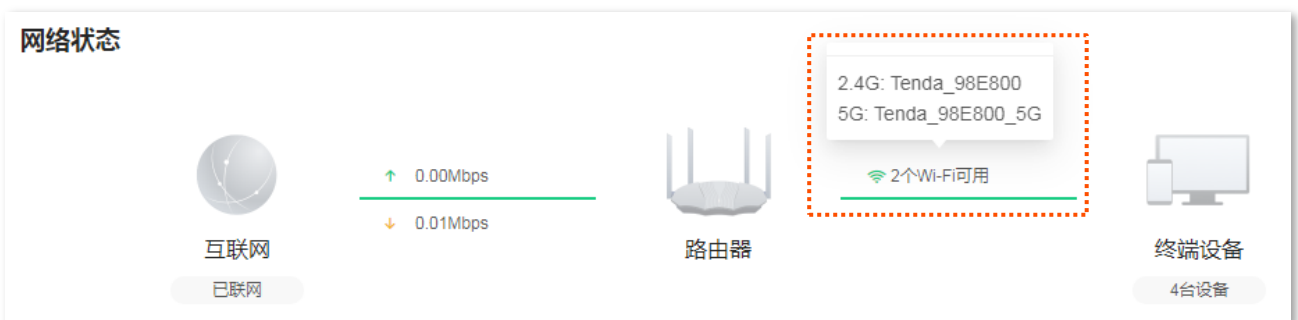 网络状态
2.4G: Tenda_98E800
5G: Tenda_98E800_5G
↑ 0.00Mbps
2个Wi-Fi可用
↓ 0.01Mbps
互联网
路由器
终端设备
已联网
4台设备